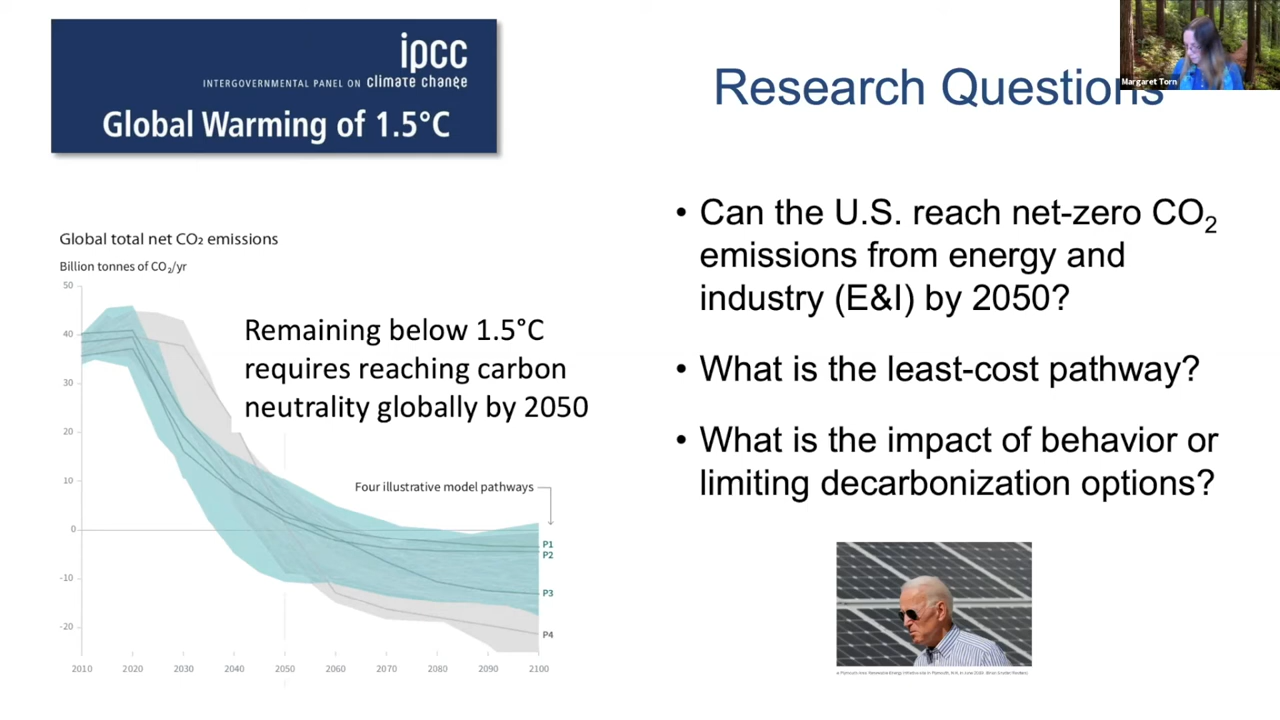 ipcc
INTERGOVERNMENTAL PANEL ON climate change
Global Warming of 1.5°C
Research Questions
Margaret Torn
Global total net CO₂ emissions
Billion tonnes of CO₂/yr
50
40
30
20
10
0
-10
-20
Remaining below 1.5°C
requires reaching carbon
neutrality globally by 2050
Four illustrative model pathways
P1
P2
P3
P4
2010 2020 2030 2040 2050 2060 2070 2080 2090 2100
• Can the U.S. reach net-zero CO₂
emissions from energy and
industry (E&I) by 2050?
• What is the least-cost pathway?
• What is the impact of behavior or
limiting decarbonization options?